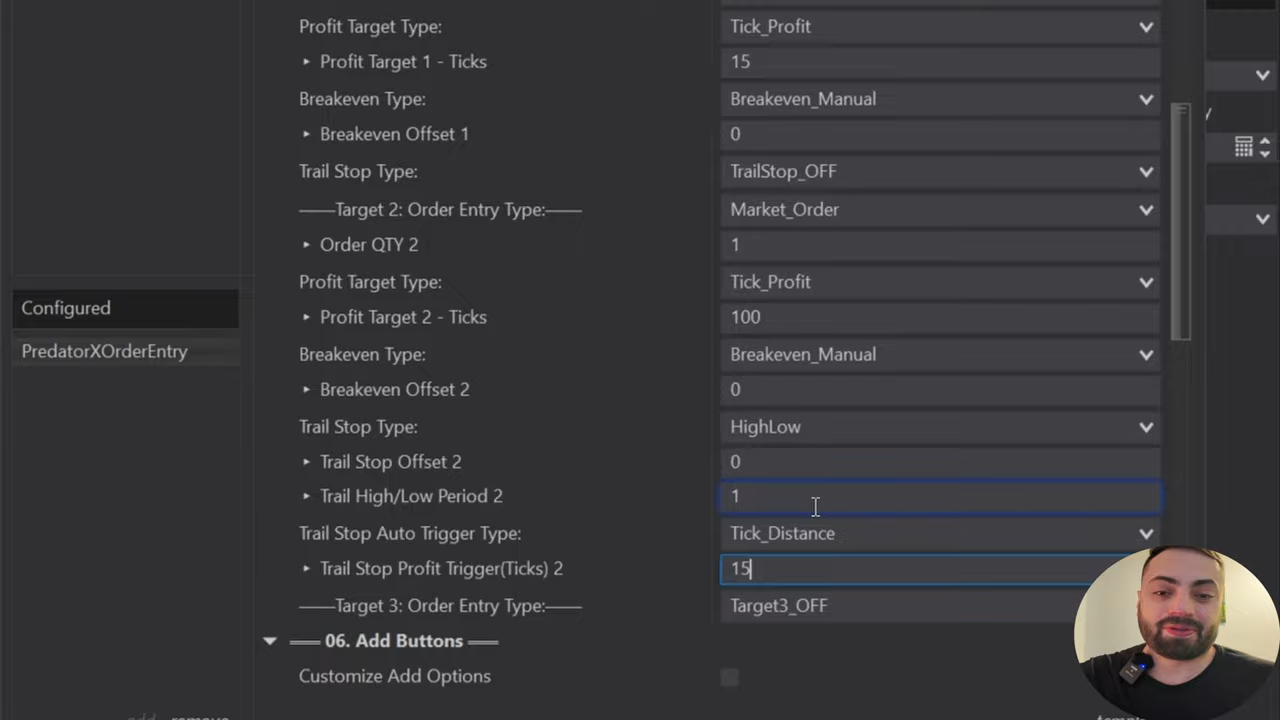 Profit Target Type: Tick_Profit
Profit Target 1 - Ticks 15
Breakeven Type: Breakeven_Manual
Breakeven Offset 1 0
Trail Stop Type: TrailStop_OFF
——Target 2: Order Entry Type:—— Market_Order
Order QTY 2 1
Profit Target Type: Tick_Profit
Configured
Profit Target 2 - Ticks 100
PredatorXOrderEntry
Breakeven Type: Breakeven_Manual
Breakeven Offset 2 0
Trail Stop Type: HighLow
Trail Stop Offset 2 0
Trail High/Low Period 2 1
Trail Stop Auto Trigger Type: Tick_Distance
Trail Stop Profit Trigger(Ticks) 2 15
——Target 3: Order Entry Type:—— Target3_OFF
—— 06. Add Buttons ——
Customize Add Options